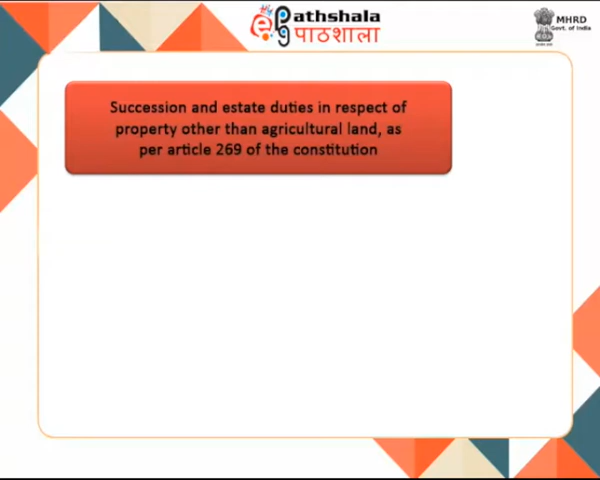 ePathshala
पाठशाला
MHRD
Govt. of India
Succession and estate duties in respect of
property other than agricultural land, as
per article 269 of the constitution